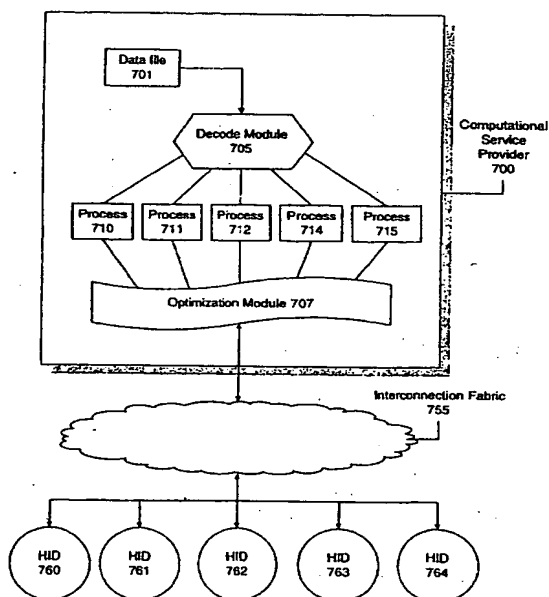 Data file
701
Decode Module
705
Computational
Service
Provider
700
Process
710
Process
711
Process
712
Process
714
Process
715
Optimization Module 707
Interconnection Fabric
755
HID
760
HID
761
HID
762
HID
763
HID
764